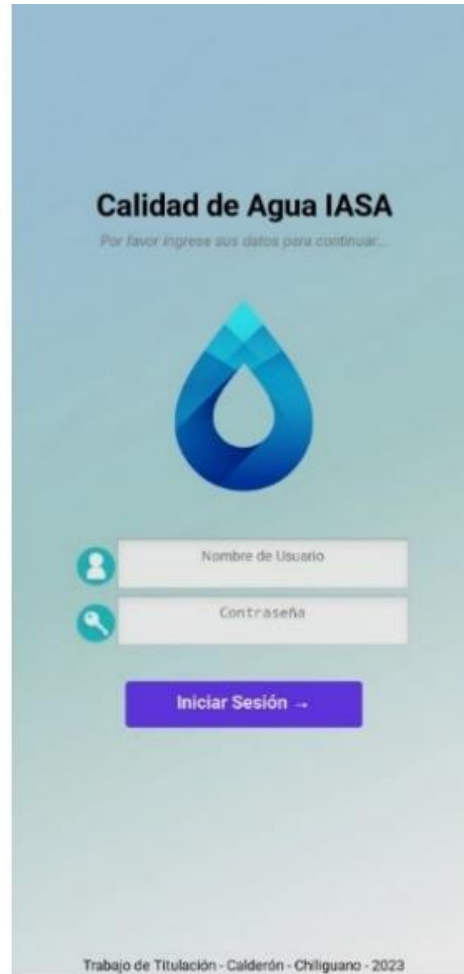 Calidad de Agua IASA
Por favor ingrese sus datos para continuar...
Nombre de Usuario
Contraseña
Iniciar Sesión →
Trabajo de Titulación - Calderón - Chiliguano - 2023